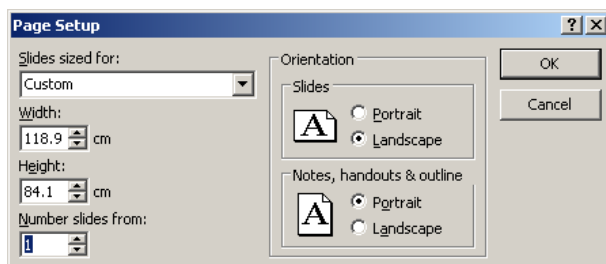 Page Setup
Slides sized for:
Custom
Width:
118.9 cm
Height:
84.1 cm
Number slides from:
1
Orientation
Slides
A
Portrait
Landscape
Notes, handouts & outline
A
Portrait
Landscape
OK
Cancel